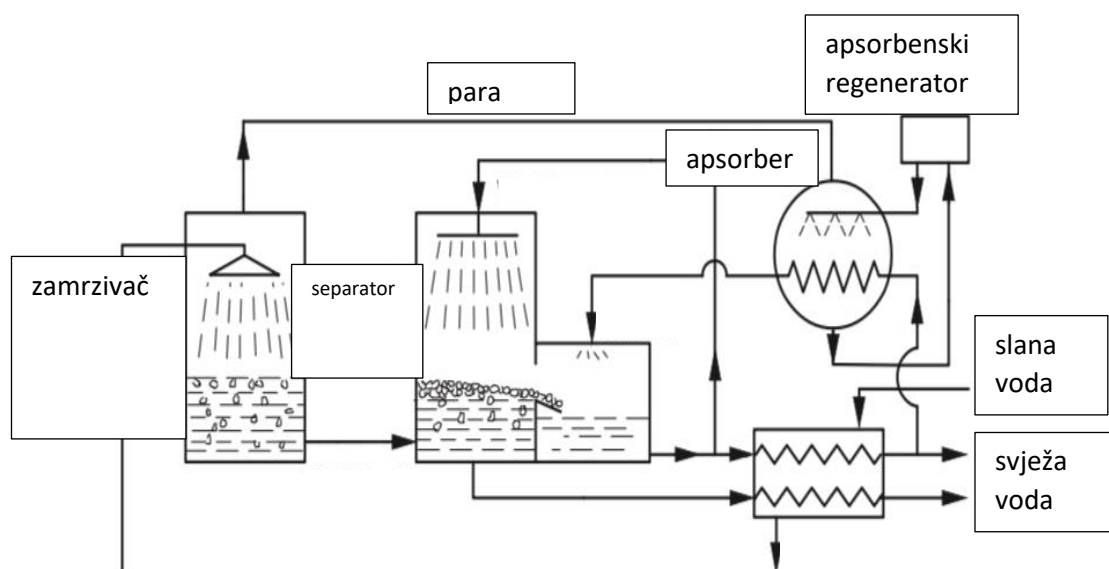 apsorbenski
regenerator
para
apsorber
zamrzivač
separator
slana
voda
svježa
voda